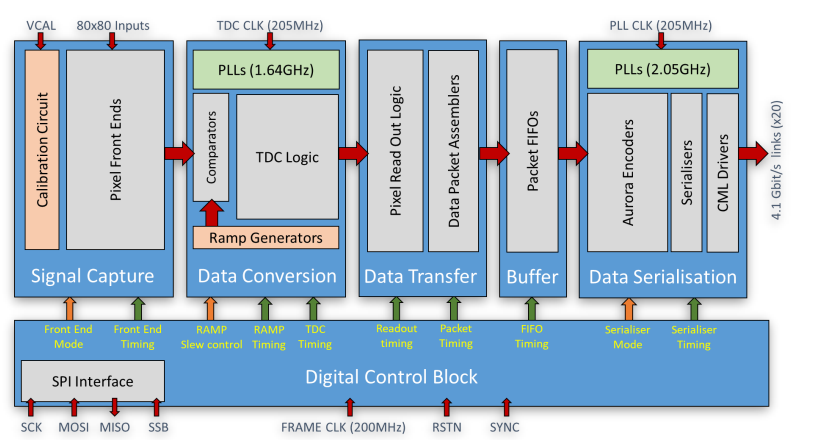 VCAL
80x80 Inputs
TDC CLK (205MHz)
PLL CLK (205MHz)
Calibration Circuit
Pixel Front Ends
Signal Capture
PLLs (1.64GHz)
Comparators
TDC Logic
Ramp Generators
Data Conversion
Pixel Read Out Logic
Data Packet Assemblers
Data Transfer
Packet FIFOs
Buffer
PLLs (2.05GHz)
Aurora Encoders
Serialisers
CML Drivers
Data Serialisation
4.1 Gbit/s links (x20)
Front End
Mode
Front End
Timing
RAMP
Slew control
RAMP
Timing
TDC
Timing
Readout
timing
Packet
timing
FIFO
Timing
Serialiser
Mode
Serialiser
Timing
SPI Interface
Digital Control Block
SCK
MOSI
MISO
SSB
FRAME CLK (200MHz)
RSTN
SYNC